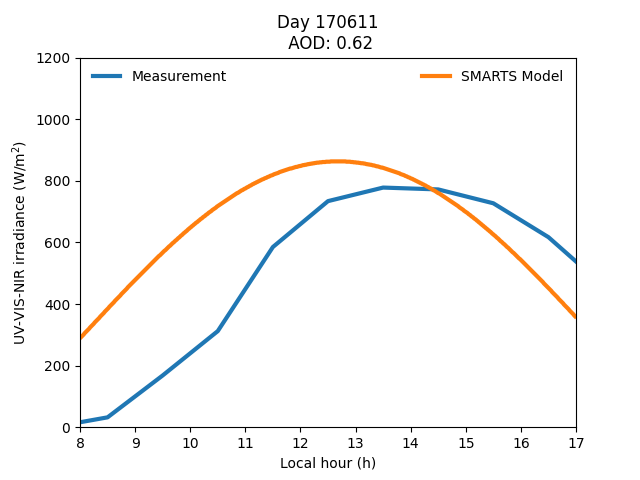 Day 170611
AOD: 0.62
Measurement
SMARTS Model
UV-VIS-NIR irradiance (W/m²)
1200
1000
800
600
400
200
0
8 9 10 11 12 13 14 15 16 17
Local hour (h)